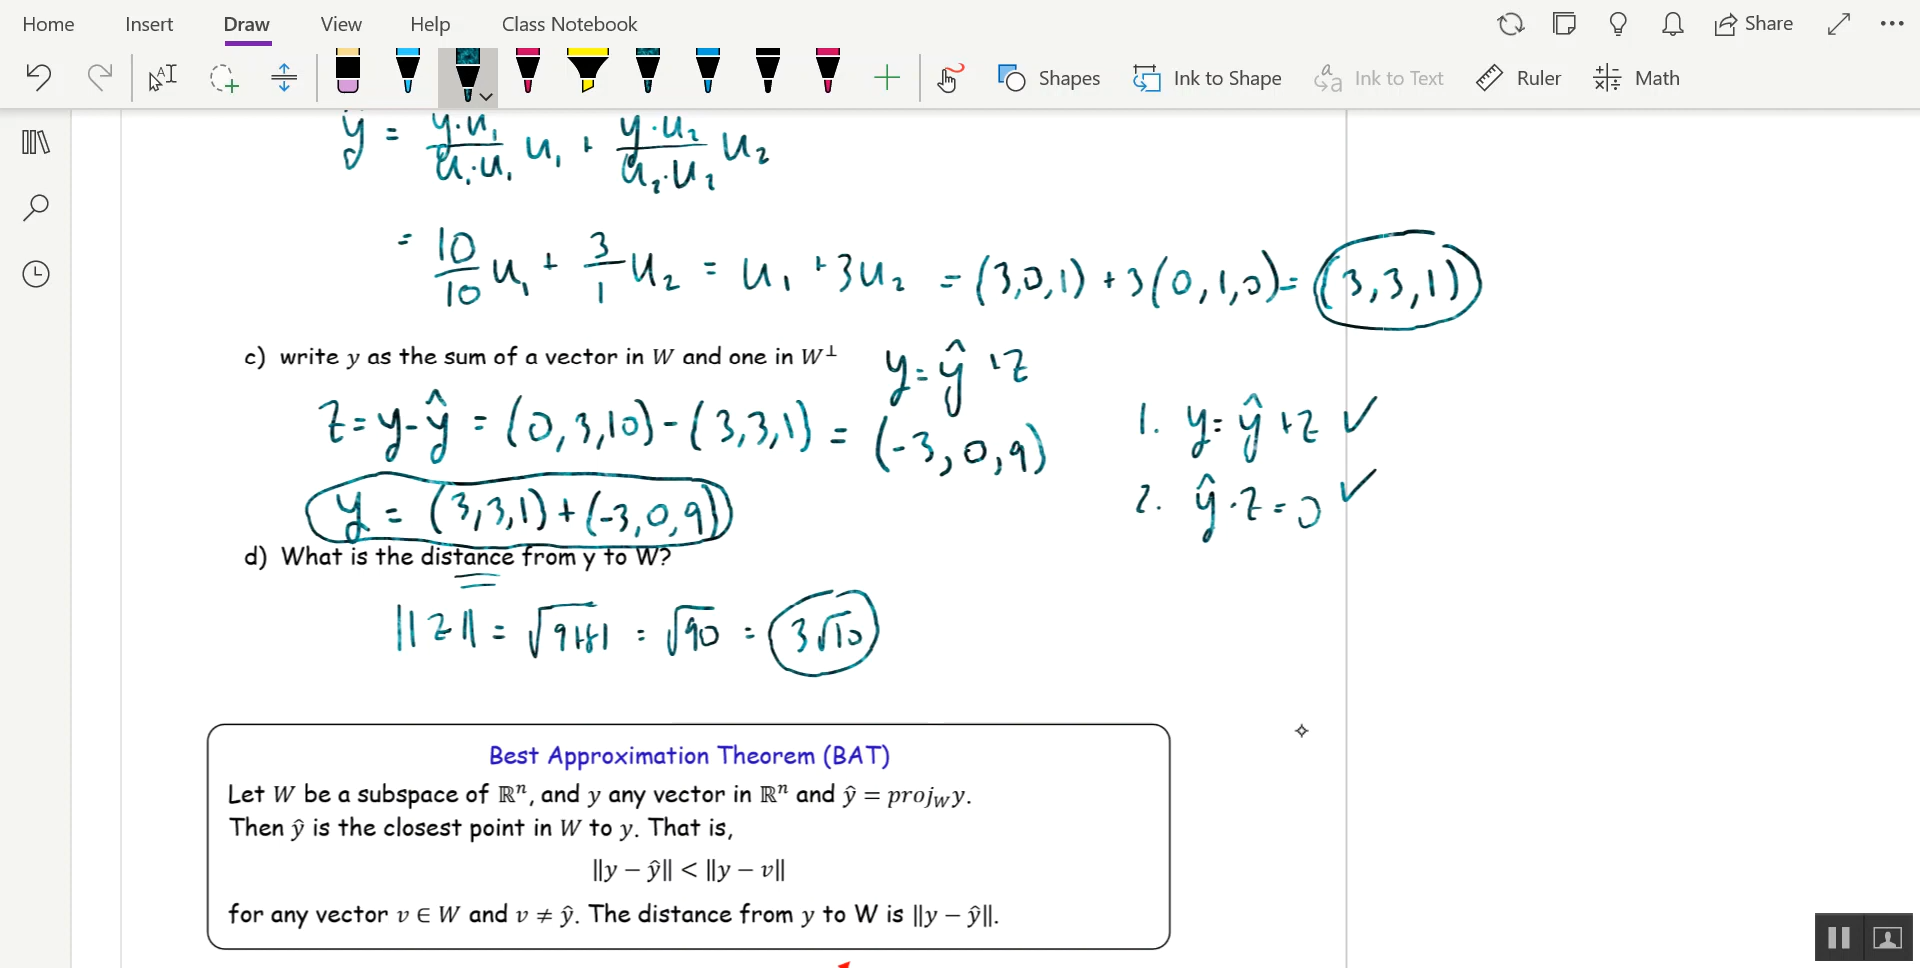 Home Insert Draw View Help Class Notebook Share
Shapes Ink to Shape Ink to Text Ruler Math
ŷ = y·u₁/u₁·u₁ u₁ + y·u₂/u₂·u₂ u₂
= 10/10 u₁ + 3/1 u₂ = u₁ + 3u₂ = (3,0,1) + 3(0,1,0) = (3,3,1)
c) write y as the sum of a vector in W and one in W⊥ y = ŷ + z
z = y - ŷ = (0,3,10) - (3,3,1) = (-3,0,9)
1. y = ŷ + z ✓
y = (3,3,1) + (-3,0,9)
2. ŷ · z = 0 ✓
d) What is the distance from y to W?
||z|| = √9+81 = √90 = 3√10
Best Approximation Theorem (BAT)
Let W be a subspace of ℝⁿ, and y any vector in ℝⁿ and ŷ = proj_W y.
Then ŷ is the closest point in W to y. That is,
‖y − ŷ‖ < ‖y − v‖
for any vector v ∈ W and v ≠ ŷ. The distance from y to W is ‖y − ŷ‖.